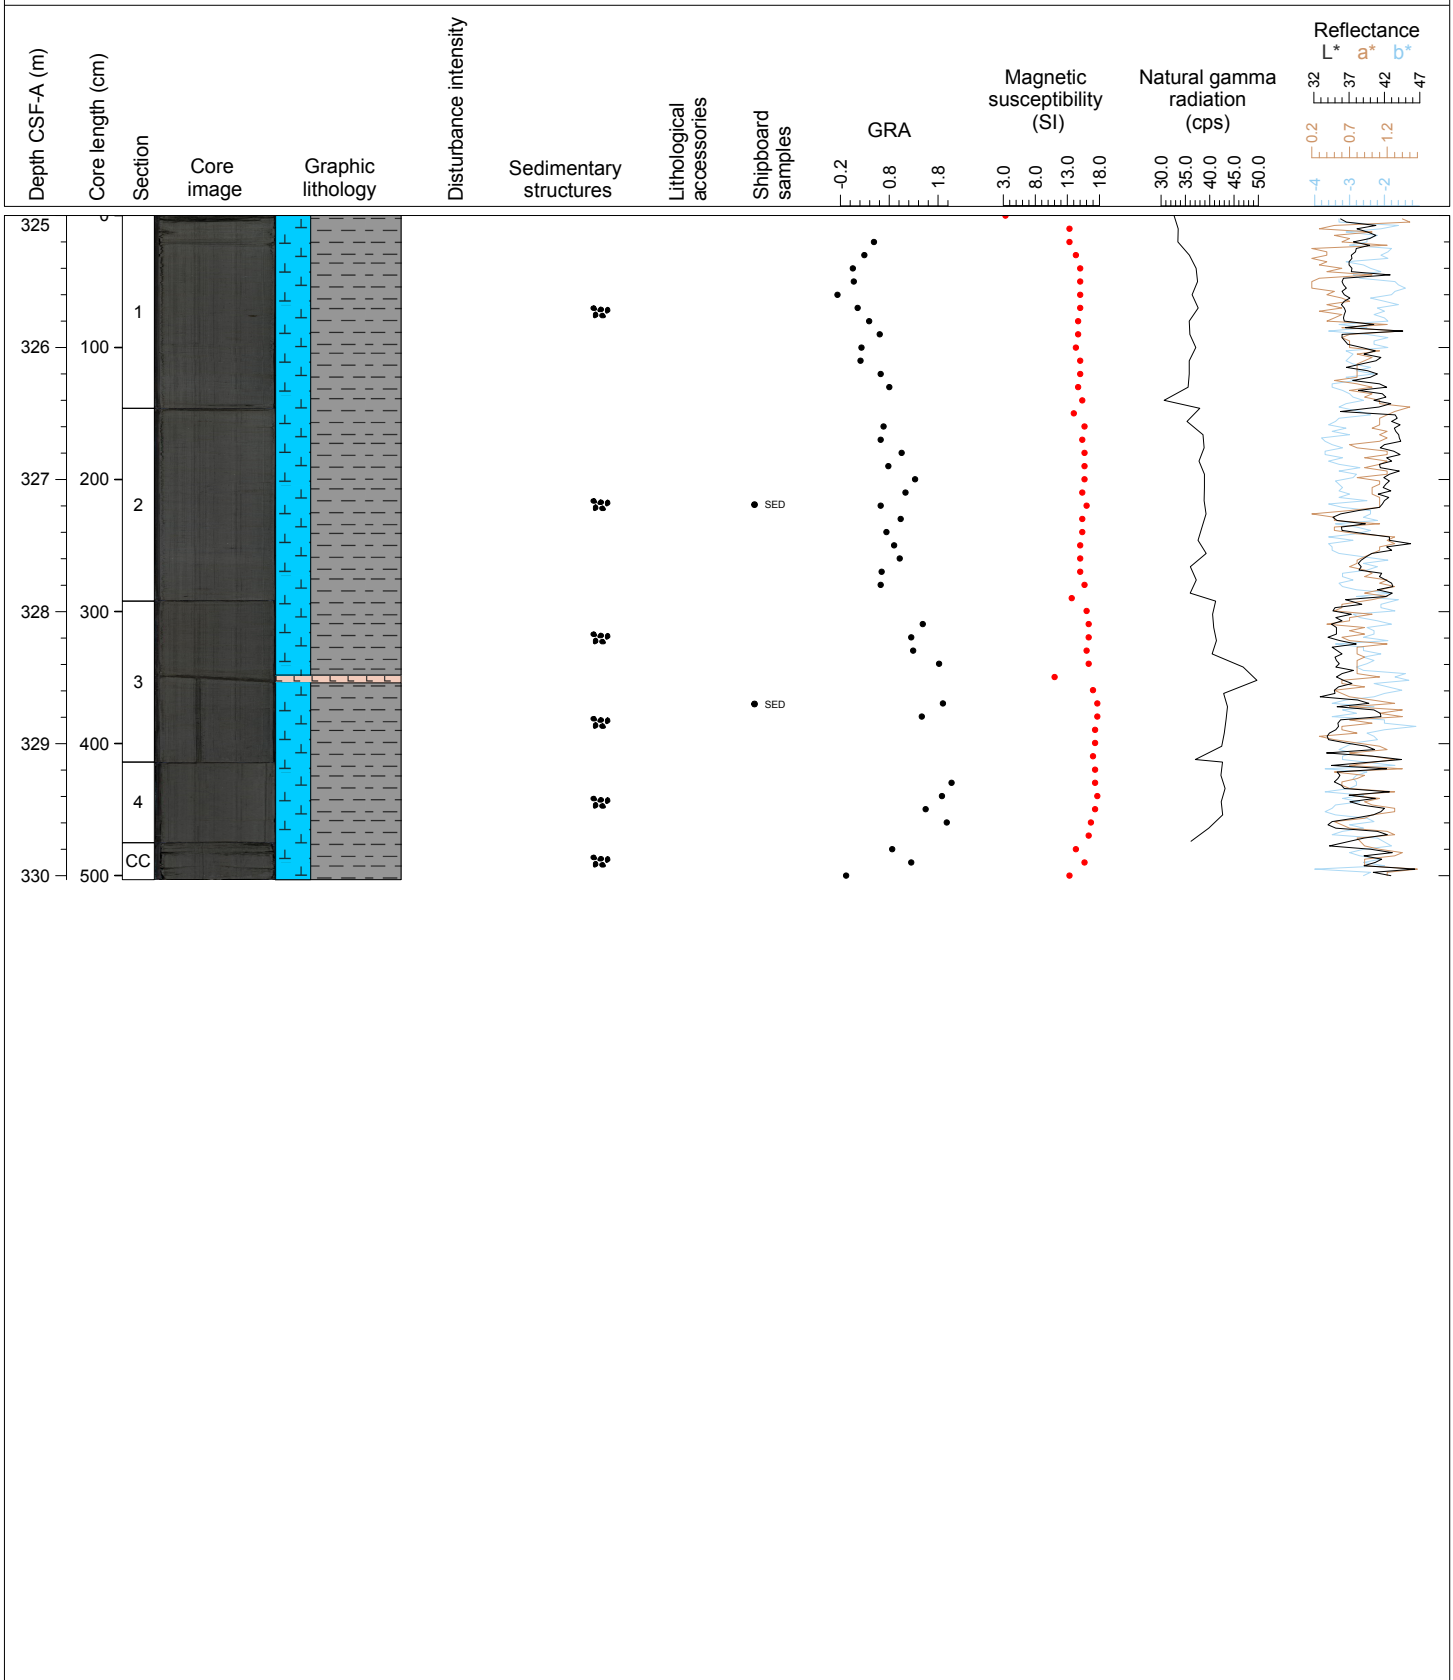 Depth CSF-A (m)
Core length (cm)
Section
Core
image
Graphic
lithology
Disturbance intensity
Sedimentary
structures
Lithological
accessories
Shipboard
samples
GRA
-0.2
0.8
1.8
Magnetic
susceptibility
(SI)
3.0
8.0
13.0
18.0
Natural gamma
radiation
(cps)
30.0
35.0
40.0
45.0
50.0
Reflectance
L* a* b*
32
37
42
47
0.2
0.7
1.2
-4
-3
-2
325
326
327
328
329
330
0
100
200
300
400
500
1
2
3
4
CC
SED
SED